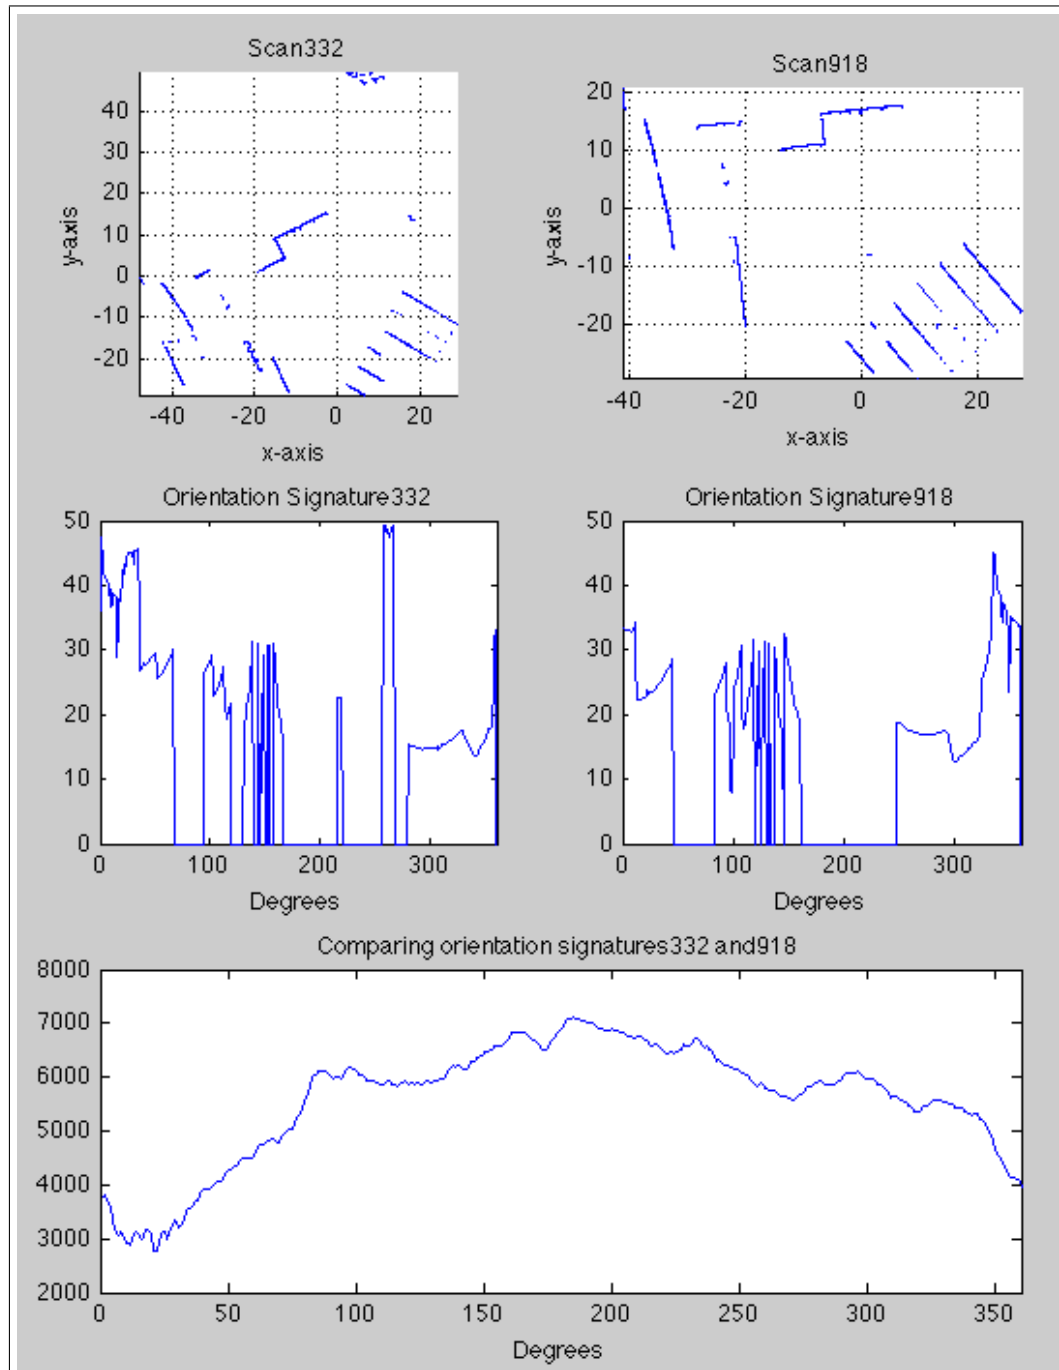 Scan332
40
30
20
10
0
-10
-20
-40 -20 0 20
y-axis
x-axis
Scan918
20
10
0
-10
-20
-40 -20 0 20
y-axis
x-axis
Orientation Signature332
50
40
30
20
10
0
0 100 200 300
Degrees
Orientation Signature918
50
40
30
20
10
0
0 100 200 300
Degrees
Comparing orientation signatures332 and918
8000
7000
6000
5000
4000
3000
2000
0 50 100 150 200 250 300 350
Degrees